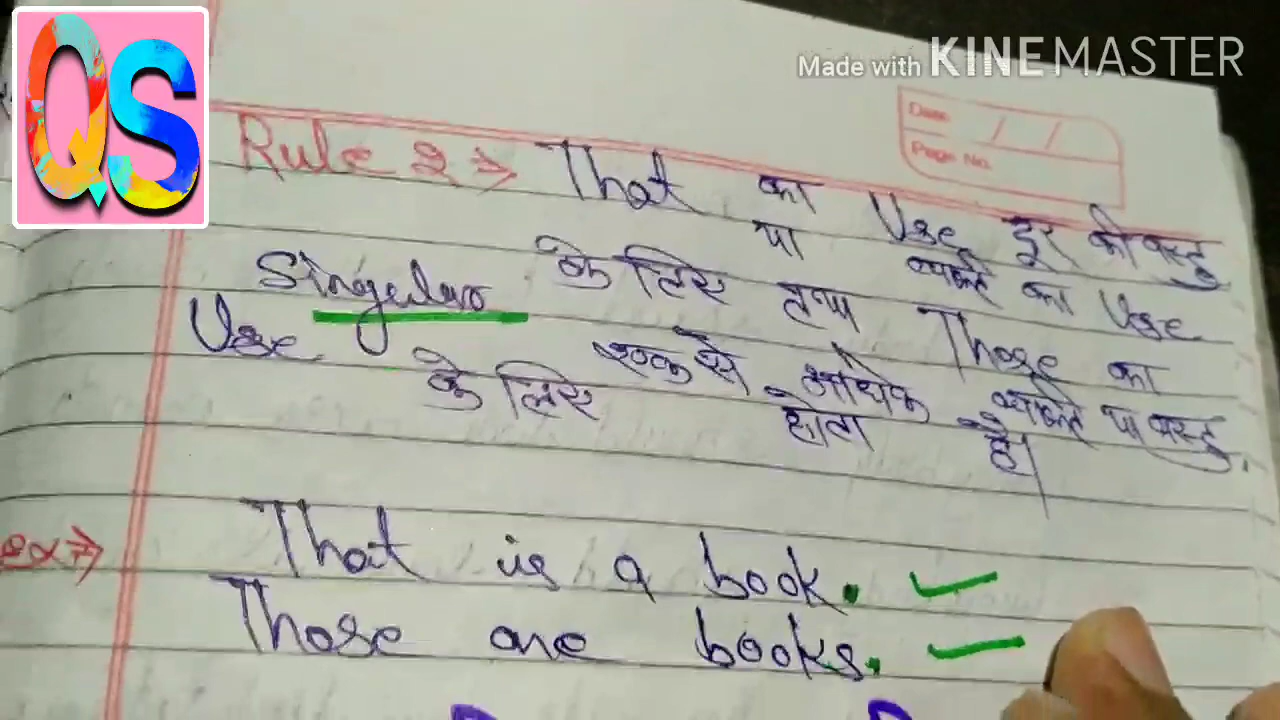 QS
Made with KINEMASTER
Date / /
Page No.
Rule 2 ⇒ That का Use दूर की वस्तु
या व्यक्ति का Use
Singular के लिए तथा Those का
Use एक से अधिक व्यक्ति या वस्तु
के लिए होता है।
ex ⇒ That is a book.
Those are books.